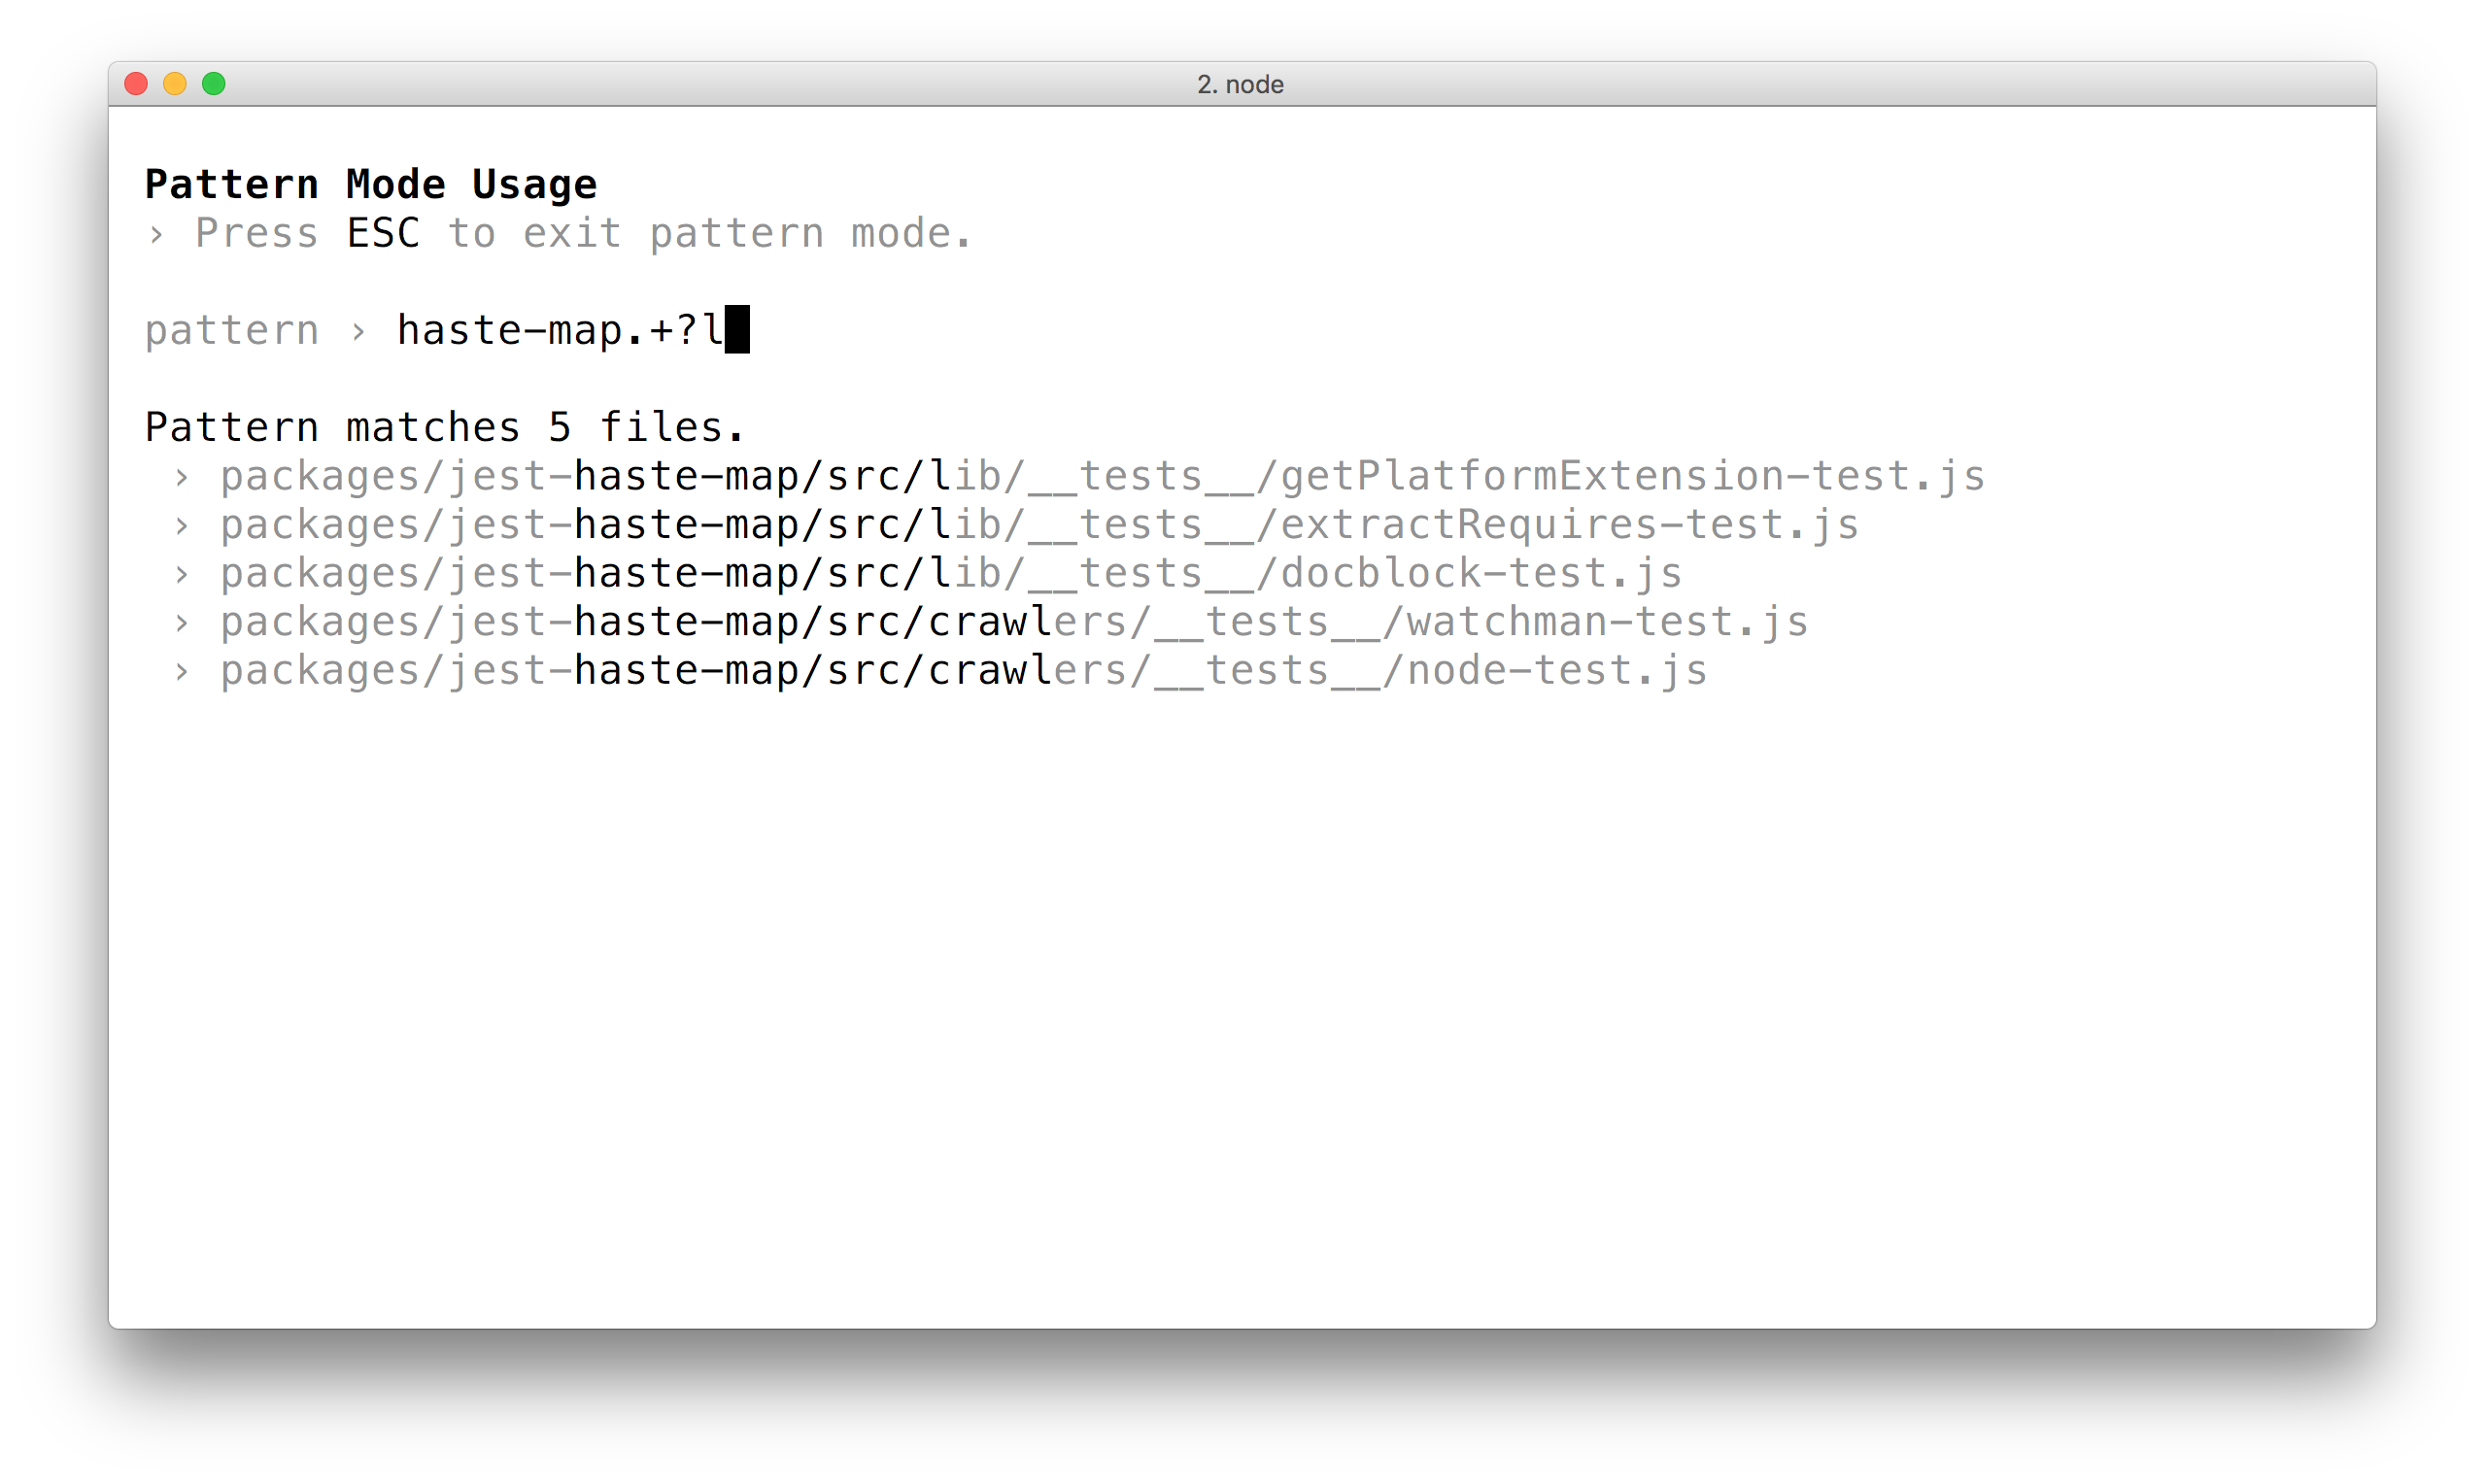 2. node
Pattern Mode Usage
› Press ESC to exit pattern mode.
pattern › haste-map.+?l
Pattern matches 5 files.
› packages/jest-haste-map/src/lib/__tests__/getPlatformExtension-test.js
› packages/jest-haste-map/src/lib/__tests__/extractRequires-test.js
› packages/jest-haste-map/src/lib/__tests__/docblock-test.js
› packages/jest-haste-map/src/crawlers/__tests__/watchman-test.js
› packages/jest-haste-map/src/crawlers/__tests__/node-test.js